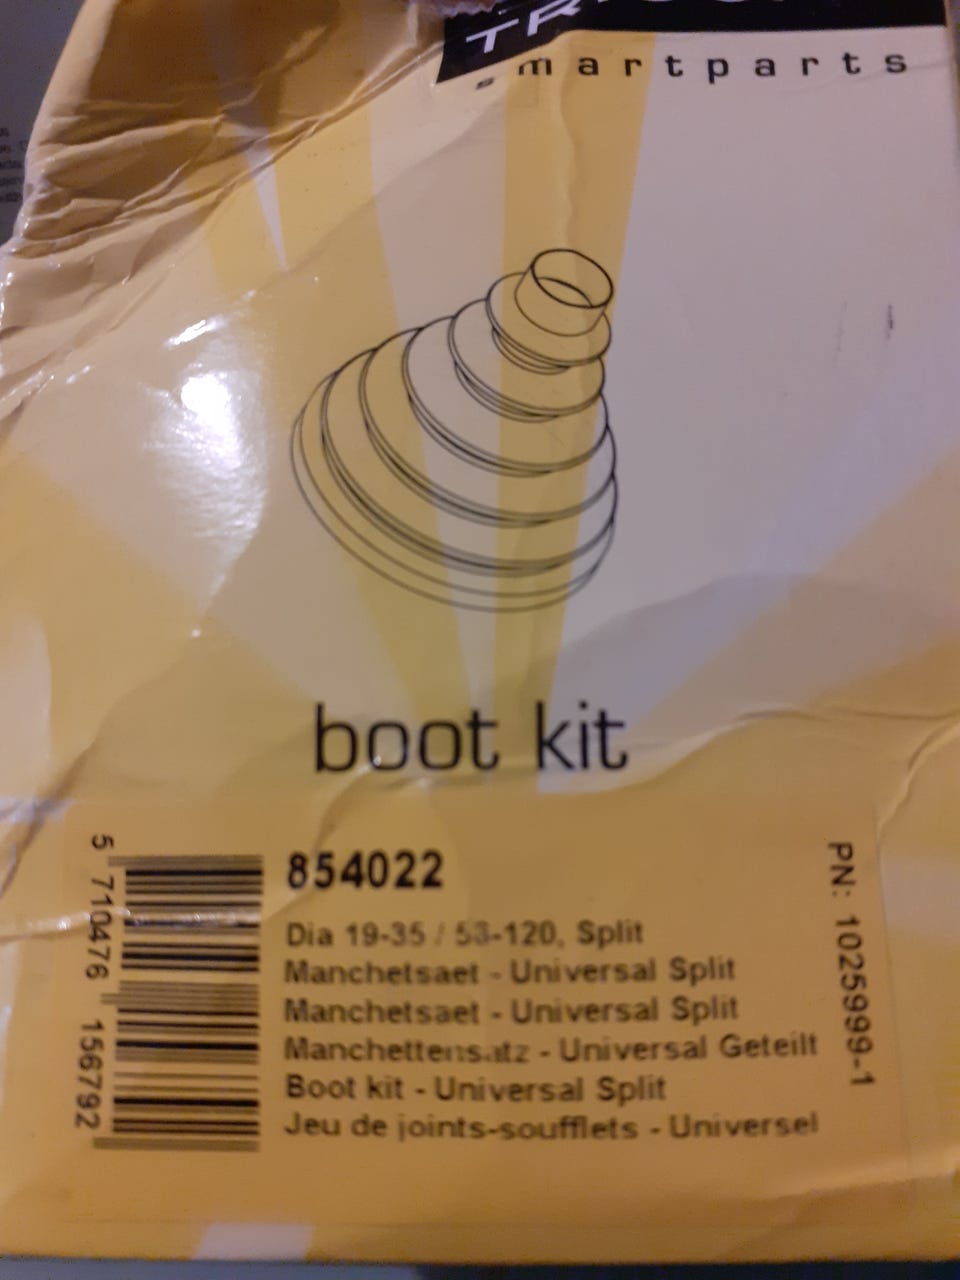 smartparts
boot kit
854022
Dia 19-35 / 53-120, Split
Manchetsaet - Universal Split
Manchetsaet - Universal Split
Manchettensatz - Universal Geteilt
Boot kit - Universal Split
Jeu de joints-soufflets - Universel
5 710476 156792
PN: 1025999-1